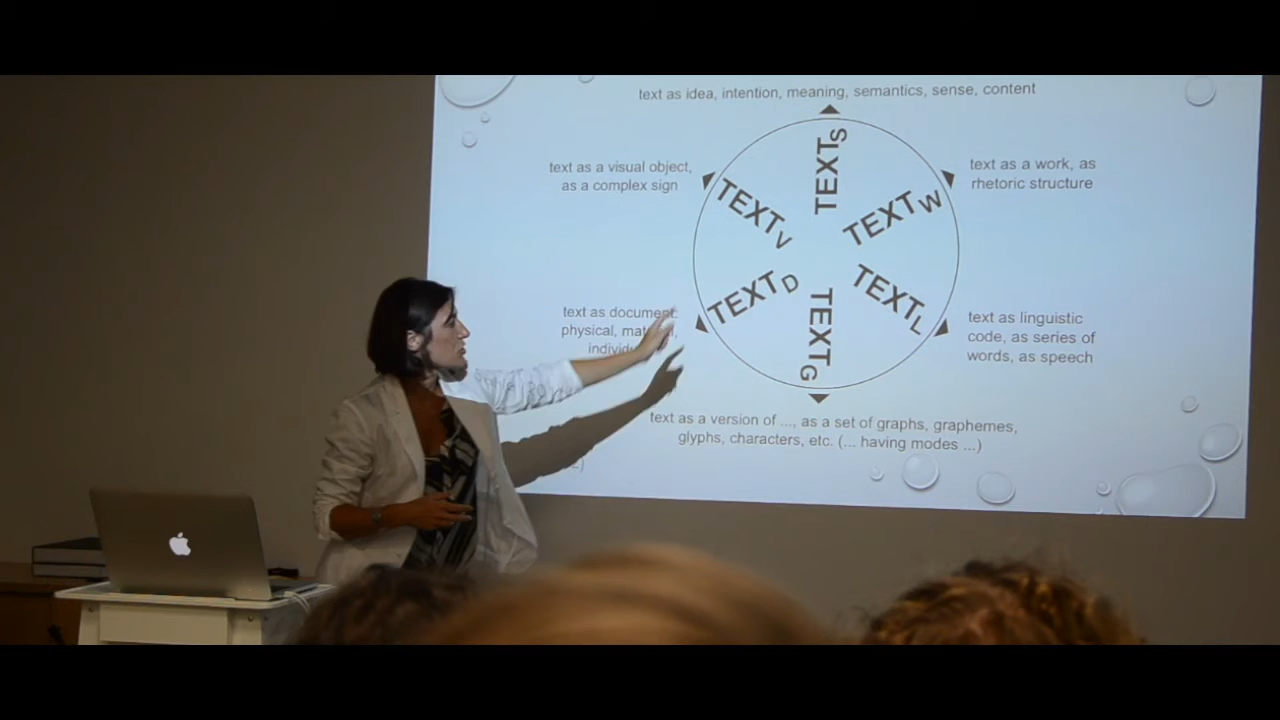 text as idea, intention, meaning, semantics, sense, content
text as a visual object,
as a complex sign
text as a work, as
rhetoric structure
TEXTS
TEXTV
TEXTW
TEXTD
TEXTL
TEXTG
text as document:
physical,
text as linguistic
code, as series of
words, as speech
text as a version of ..., as a set of graphs, graphemes,
glyphs, characters, etc. (... having modes ...)